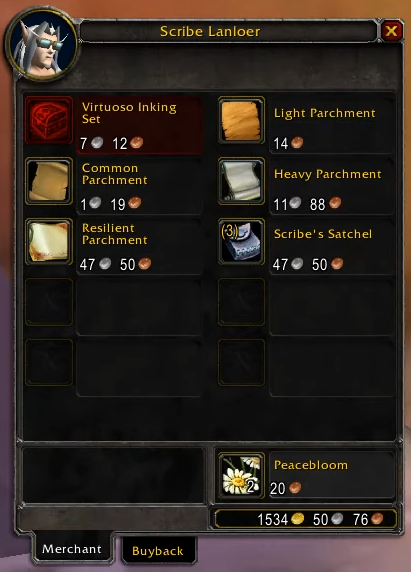 Scribe Lanloer
Virtuoso Inking
Set
7 12
Light Parchment
14
Common
Parchment
1 19
Heavy Parchment
11 88
Resilient
Parchment
47 50
(3)
Scribe's Satchel
47 50
Peacebloom
2
20
1534 50 76
Merchant
Buyback